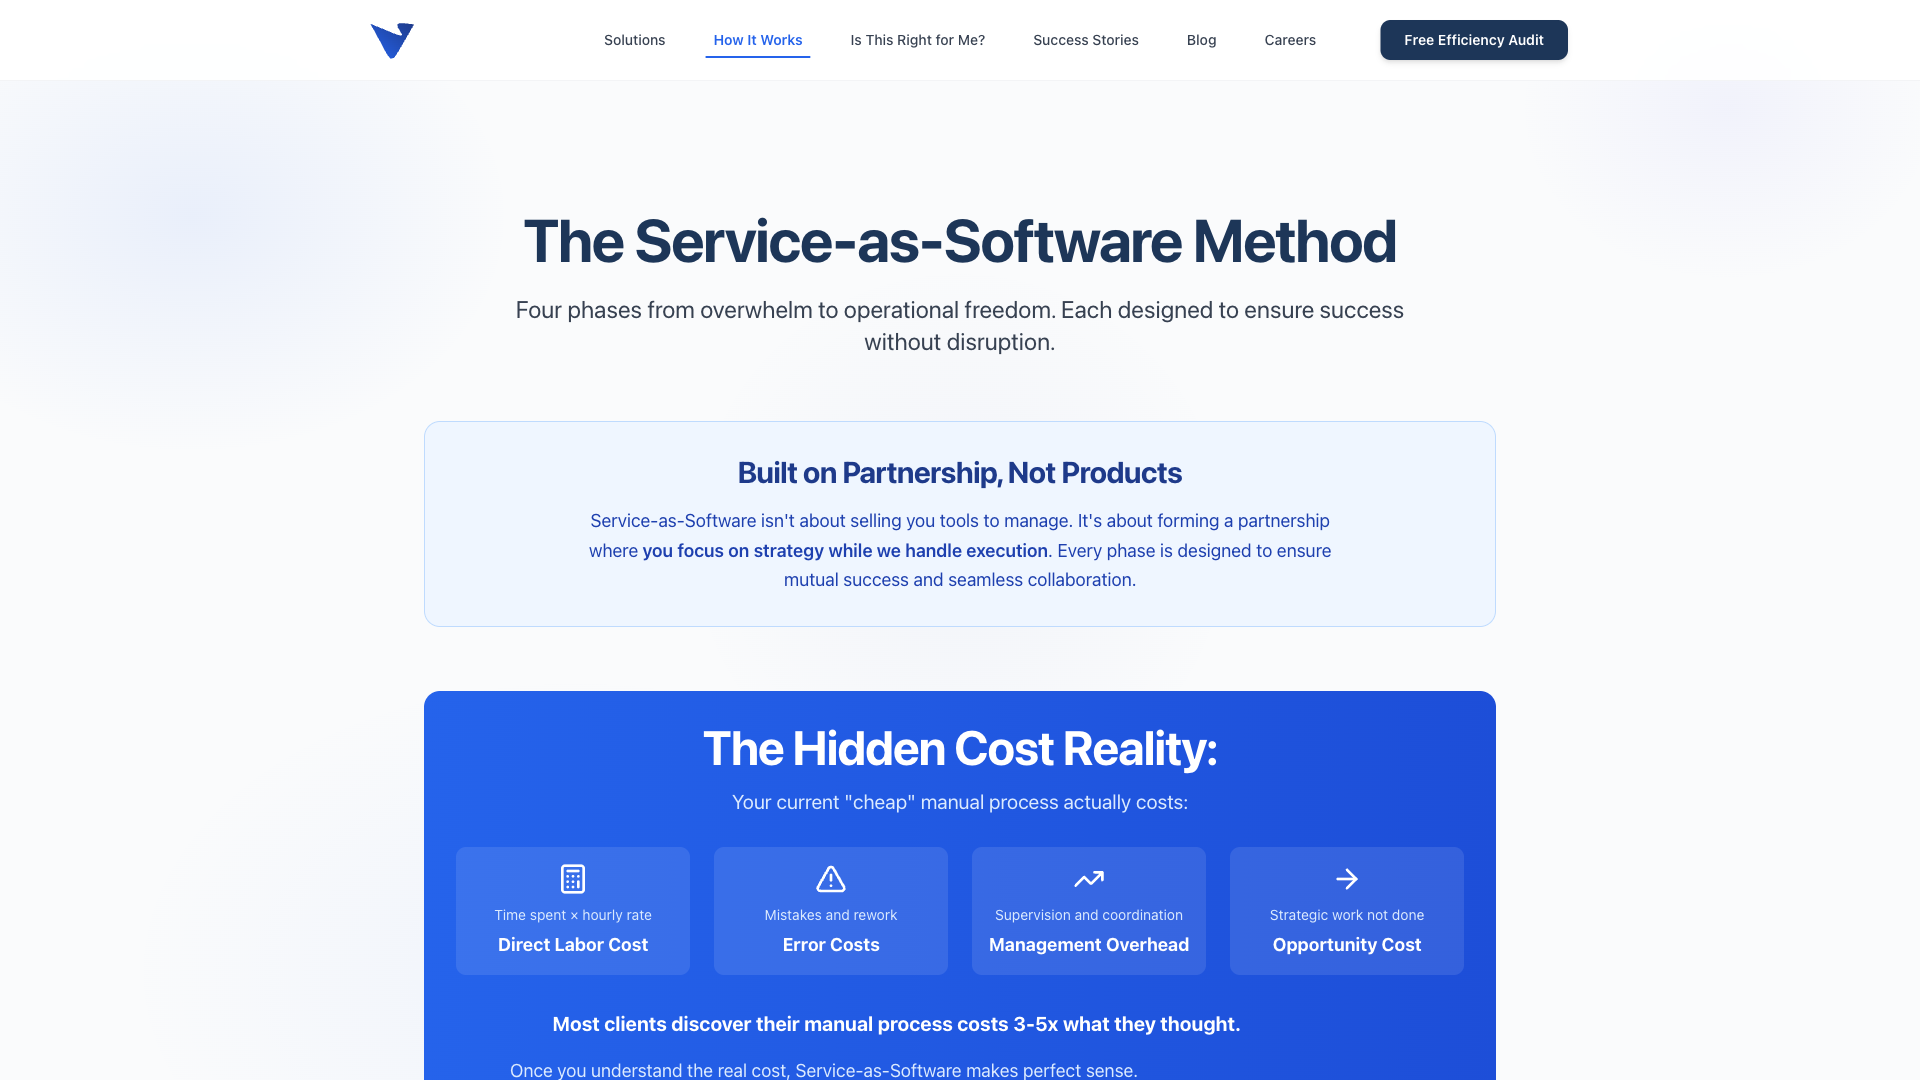 Solutions
How It Works
Is This Right for Me?
Success Stories
Blog
Careers
Free Efficiency Audit
The Service-as-Software Method
Four phases from overwhelm to operational freedom. Each designed to ensure success
without disruption.
Built on Partnership, Not Products
Service-as-Software isn't about selling you tools to manage. It's about forming a partnership
where you focus on strategy while we handle execution. Every phase is designed to ensure
mutual success and seamless collaboration.
The Hidden Cost Reality:
Your current "cheap" manual process actually costs:
Time spent × hourly rate
Direct Labor Cost
Mistakes and rework
Error Costs
Supervision and coordination
Management Overhead
Strategic work not done
Opportunity Cost
Most clients discover their manual process costs 3-5x what they thought.
Once you understand the real cost, Service-as-Software makes perfect sense.